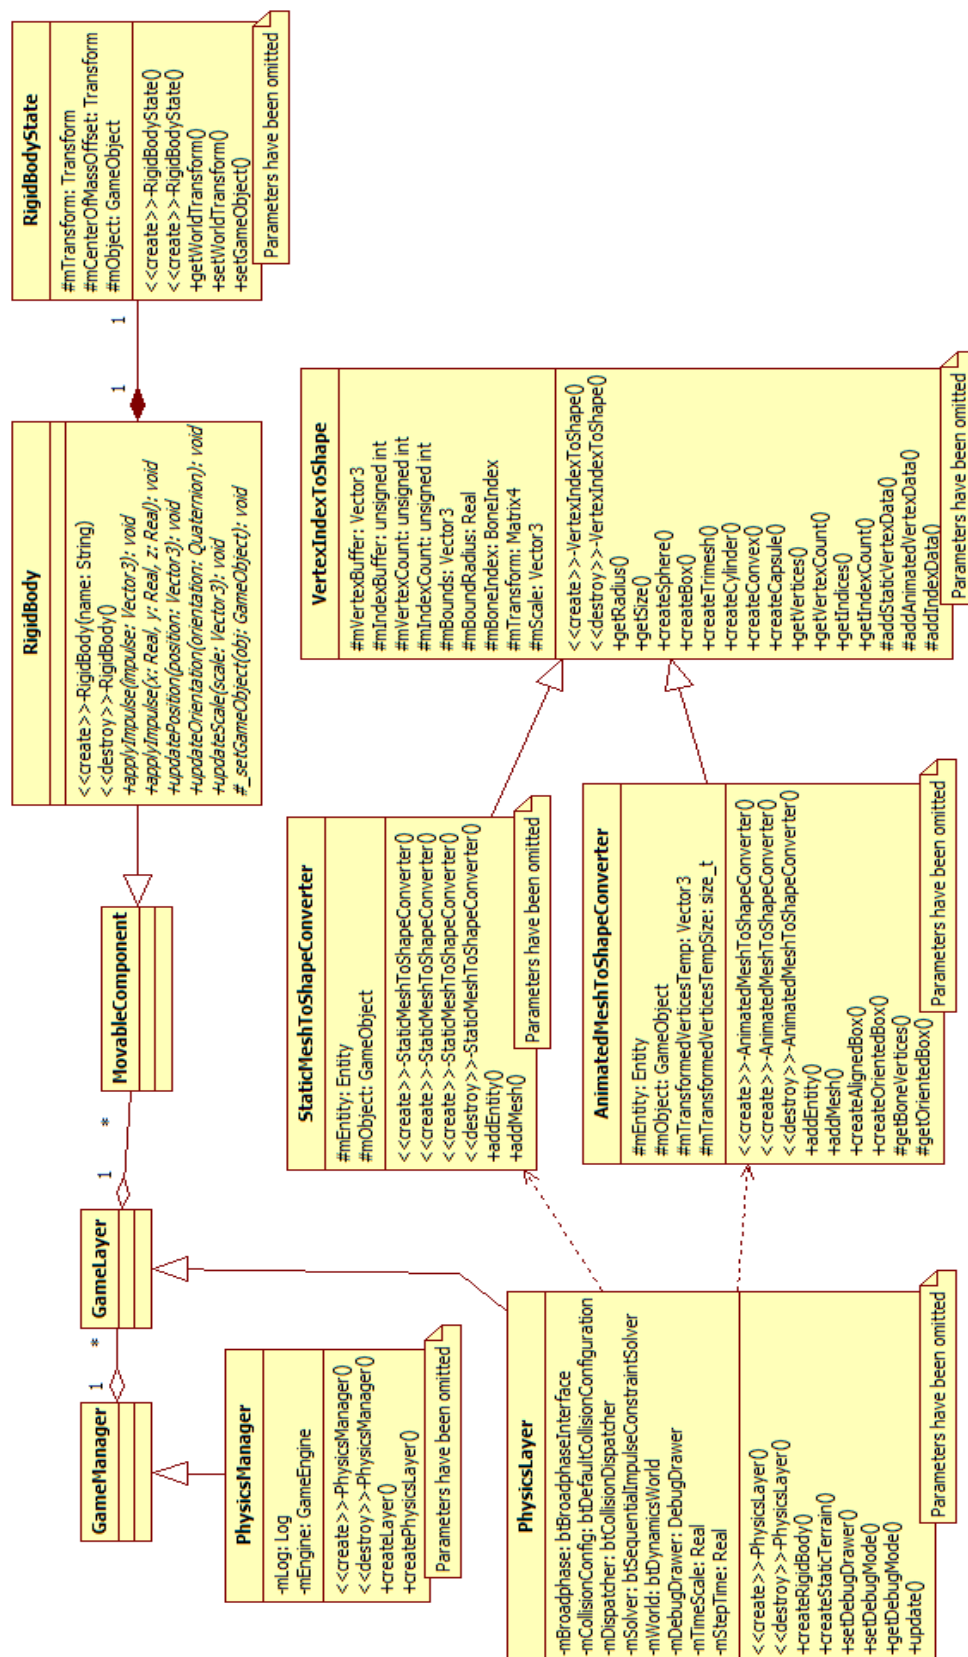 GameManager
1
*
GameLayer
1
*
MovableComponent
RigidBody
<<create>>-RigidBody(name: String)
<<destroy>>-RigidBody()
+applyImpulse(impulse: Vector3): void
+applyImpulse(x: Real, y: Real, z: Real): void
+updatePosition(position: Vector3): void
+updateOrientation(orientation: Quaternion): void
+updateScale(scale: Vector3): void
#_setGameObject(obj: GameObject): void
1
1
RigidBodyState
#mTransform: Transform
#mCenterOfMassOffset: Transform
#mObject: GameObject
<<create>>-RigidBodyState()
<<create>>-RigidBodyState()
+getWorldTransform()
+setWorldTransform()
+setGameObject()
Parameters have been omitted
PhysicsManager
-mLog: Log
-mEngine: GameEngine
<<create>>-PhysicsManager()
<<destroy>>-PhysicsManager()
+createLayer()
+createPhysicsLayer()
Parameters have been omitted
StaticMeshToShapeConverter
#mEntity: Entity
#mObject: GameObject
<<create>>-StaticMeshToShapeConverter()
<<create>>-StaticMeshToShapeConverter()
<<create>>-StaticMeshToShapeConverter()
<<destroy>>-StaticMeshToShapeConverter()
+addEntity()
+addMesh()
Parameters have been omitted
VertexIndexToShape
#mVertexBuffer: Vector3
#mIndexBuffer: unsigned int
#mVertexCount: unsigned int
#mIndexCount: unsigned int
#mBounds: Vector3
#mBoundRadius: Real
#mBoneIndex: BoneIndex
#mTransform: Matrix4
#mScale: Vector3
<<create>>-VertexIndexToShape()
<<destroy>>-VertexIndexToShape()
+getRadius()
+getSize()
+createSphere()
+createBox()
+createTrimesh()
+createCylinder()
+createConvex()
+createCapsule()
+getVertices()
+getVertexCount()
+getIndices()
+getIndexCount()
#addStaticVertexData()
#addAnimatedVertexData()
#addIndexData()
Parameters have been omitted
PhysicsLayer
-mBroadphase: btBroadphaseInterface
-mCollisionConfig: btDefaultCollisionConfiguration
-mDispatcher: btCollisionDispatcher
-mSolver: btSequentialImpulseConstraintSolver
-mWorld: btDynamicsWorld
-mDebugDrawer: DebugDrawer
-mTimeScale: Real
-mStepTime: Real
<<create>>-PhysicsLayer()
<<destroy>>-PhysicsLayer()
+createRigidBody()
+createStaticTerrain()
+setDebugDrawer()
+setDebugMode()
+getDebugMode()
+update()
Parameters have been omitted
AnimatedMeshToShapeConverter
#mEntity: Entity
#mObject: GameObject
#mTransformedVerticesTemp: Vector3
#mTransformedVerticesTempSize: size_t
<<create>>-AnimatedMeshToShapeConverter()
<<create>>-AnimatedMeshToShapeConverter()
<<destroy>>-AnimatedMeshToShapeConverter()
+addEntity()
+addMesh()
+createAlignedBox()
+createOrientedBox()
#getBoneVertices()
#getOrientedBox()
Parameters have been omitted